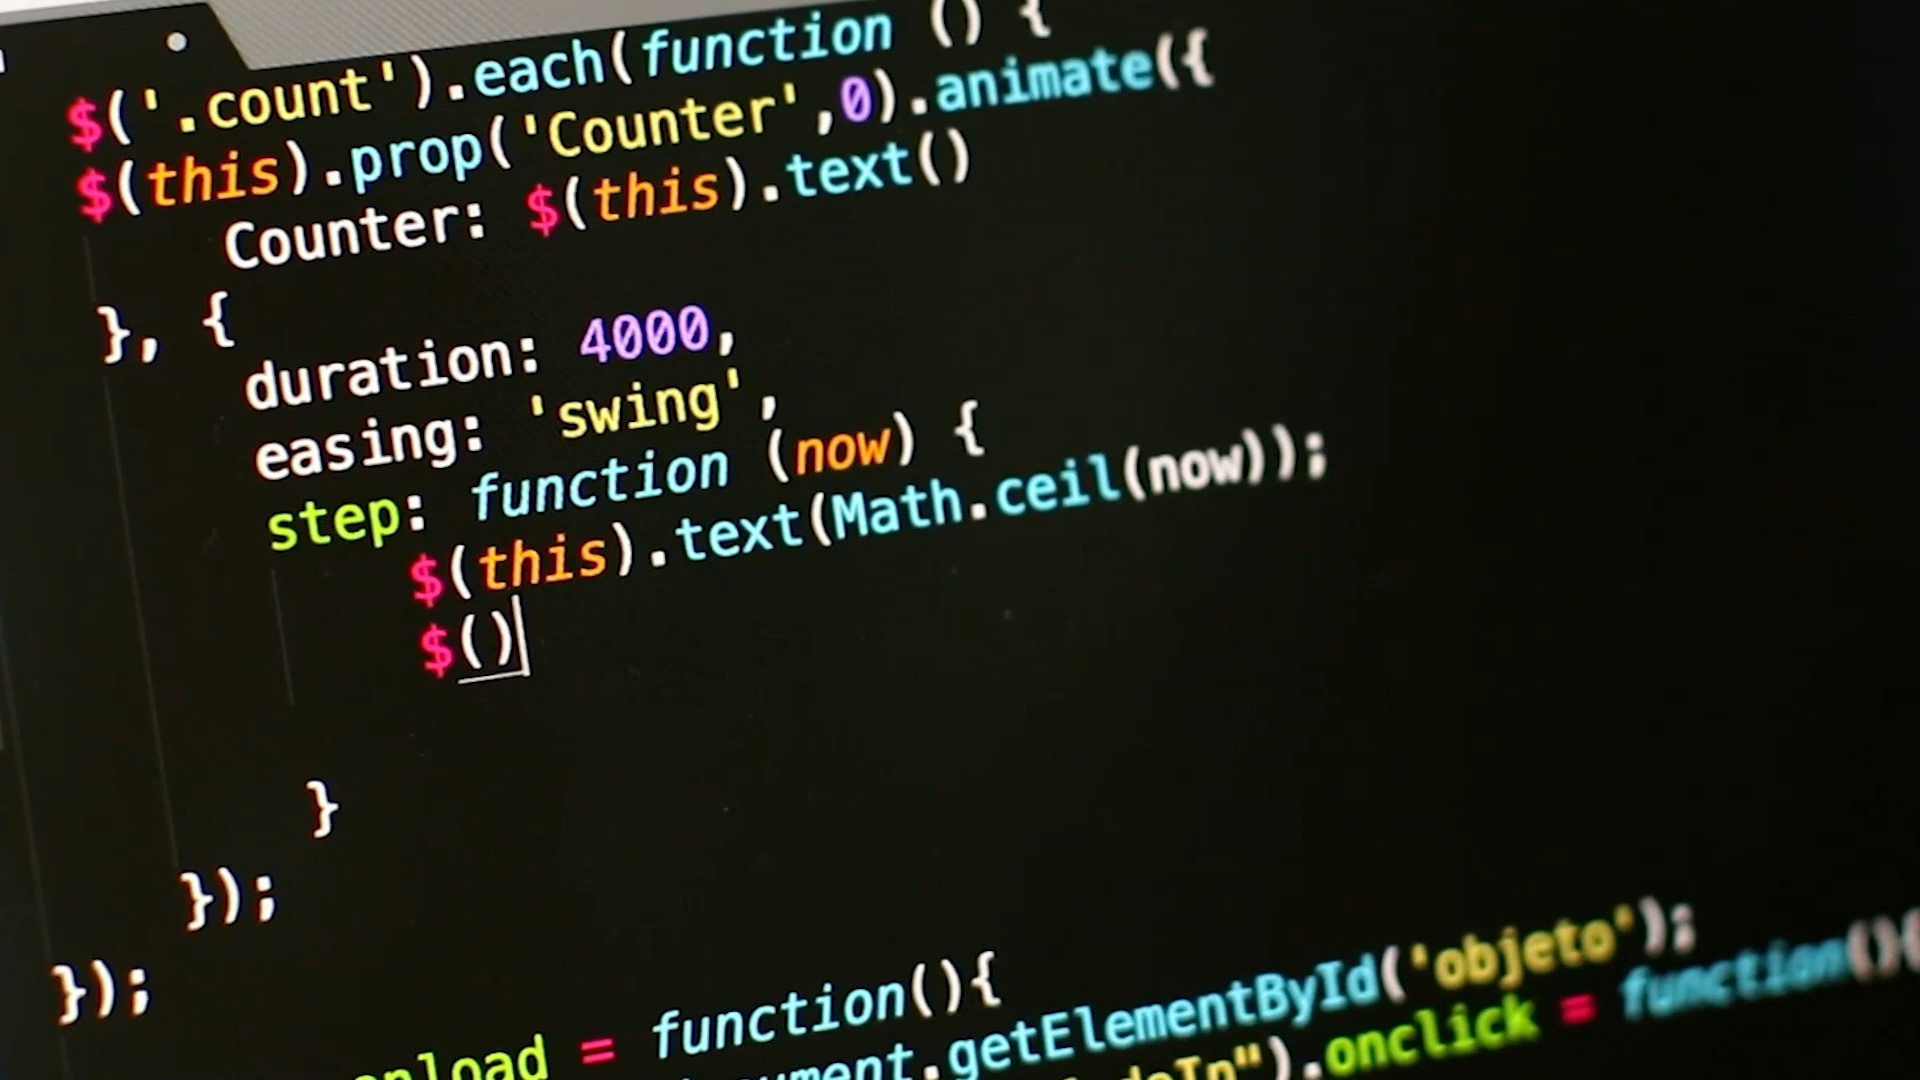 $('.count').each(function () {
$(this).prop('Counter',0).animate({
Counter: $(this).text()
}, {
duration: 4000,
easing: 'swing',
step: function (now) {
$(this).text(Math.ceil(now));
$()
}
});
});
= function(){
.getElementById('objeto');
").onclick = function(){